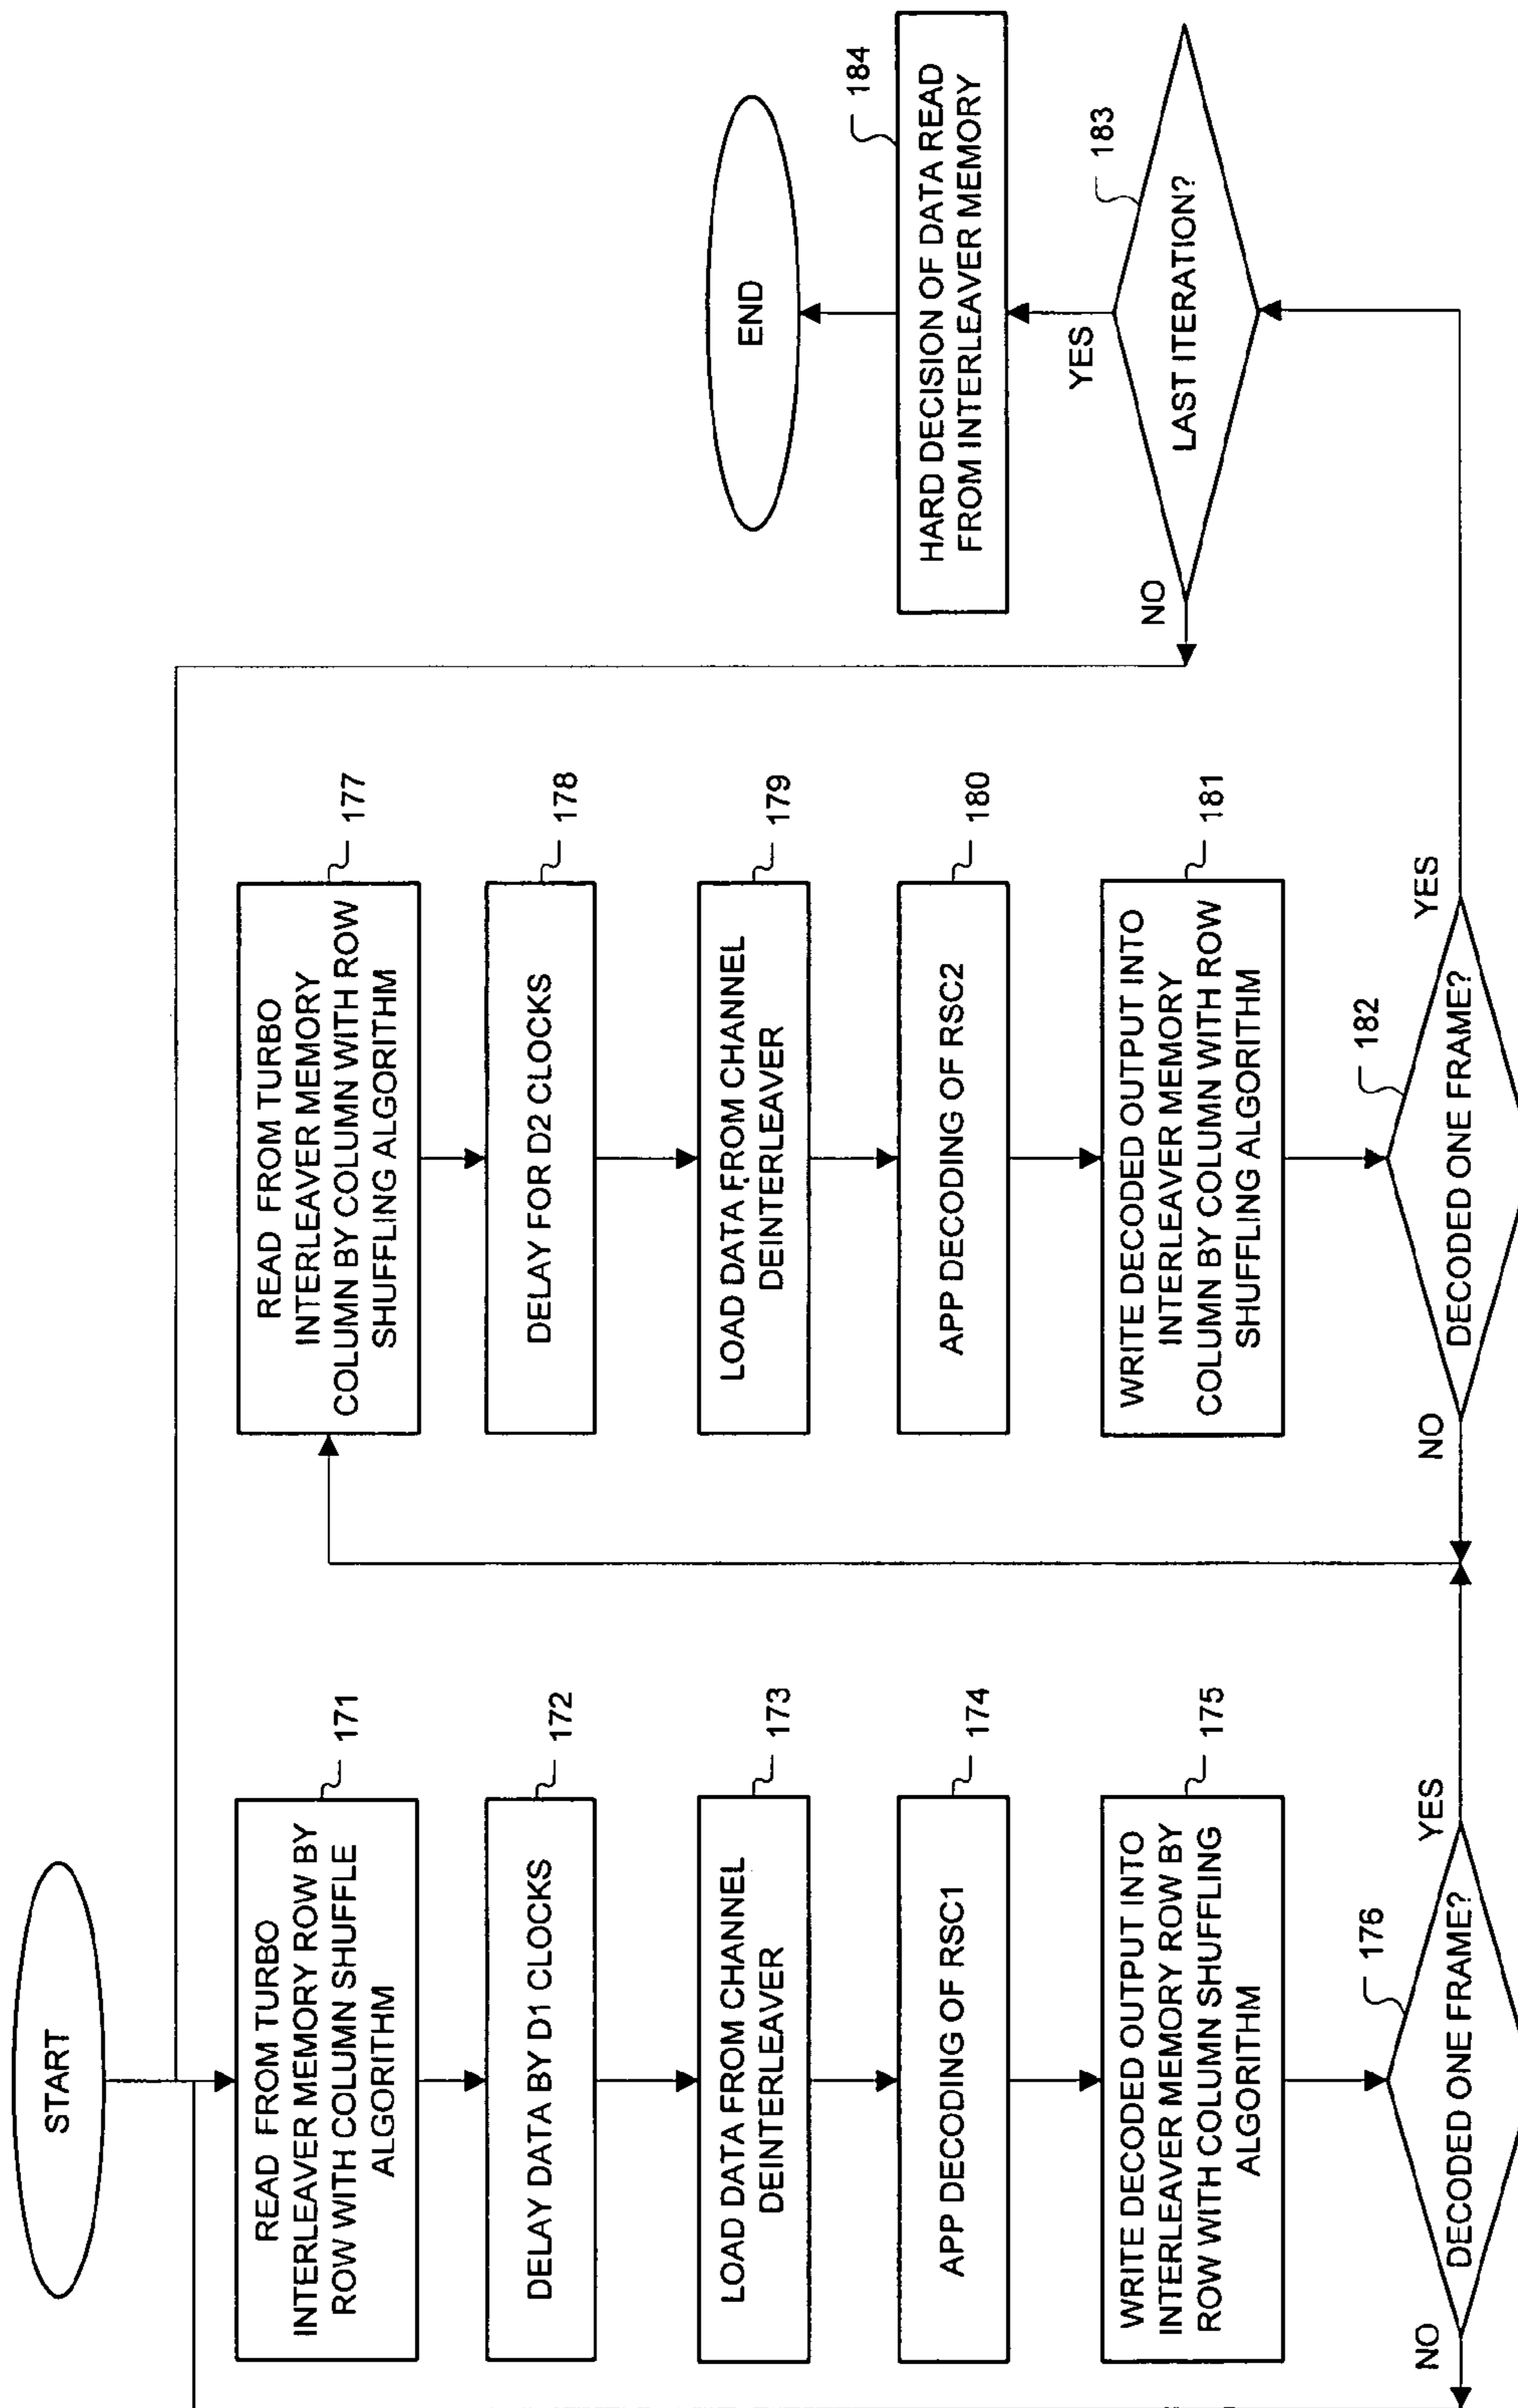 START
READ FROM TURBO
INTERLEAVER MEMORY ROW BY
ROW WITH COLUMN SHUFFLE
ALGORITHM
171
DELAY DATA BY D1 CLOCKS
172
LOAD DATA FROM CHANNEL
DEINTERLEAVER
173
APP DECODING OF RSC1
174
WRITE DECODED OUTPUT INTO
INTERLEAVER MEMORY ROW BY
ROW WITH COLUMN SHUFFLING
ALGORITHM
175
DECODED ONE FRAME?
176
NO
YES
READ FROM TURBO
INTERLEAVER MEMORY
COLUMN BY COLUMN WITH ROW
SHUFFLING ALGORITHM
177
DELAY FOR D2 CLOCKS
178
LOAD DATA FROM CHANNEL
DEINTERLEAVER
179
APP DECODING OF RSC2
180
WRITE DECODED OUTPUT INTO
INTERLEAVER MEMORY
COLUMN BY COLUMN WITH ROW
SHUFFLING ALGORITHM
181
DECODED ONE FRAME?
182
NO
YES
END
HARD DECISION OF DATA READ
FROM INTERLEAVER MEMORY
184
YES
LAST ITERATION?
183
NO